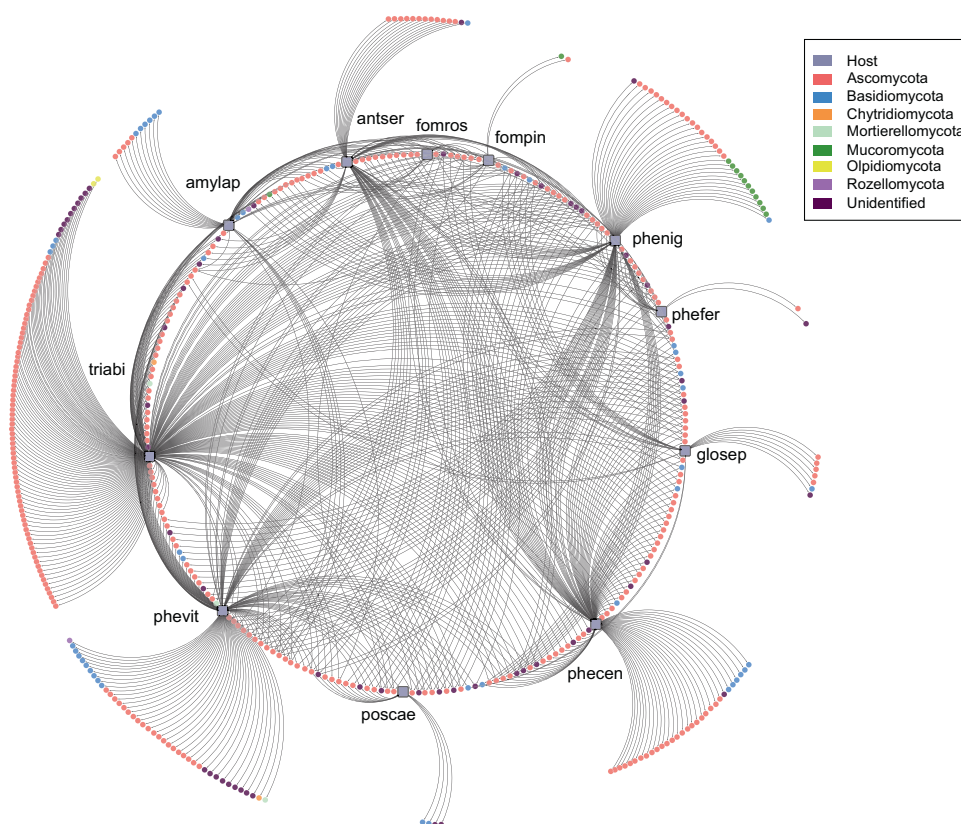 antser
fomros
fompin
amylap
phenig
phefer
triabi
glosep
phevit
phecen
poscae
Host
Ascomycota
Basidiomycota
Chytridiomycota
Mortierellomycota
Mucoromycota
Olpidiomycota
Rozellomycota
Unidentified